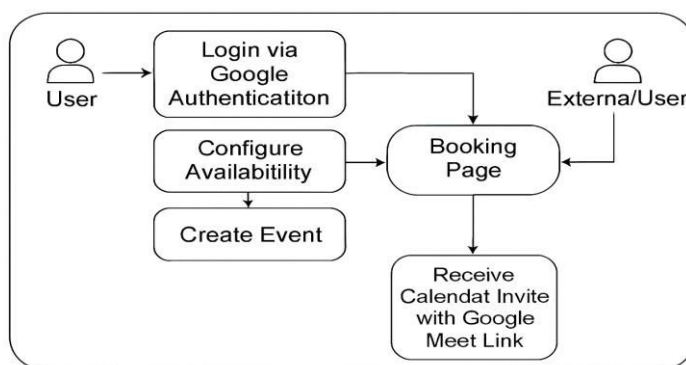 User
Login via
Google
Authenticatiton
Externa/User
Configure
Availabitility
Booking
Page
Create Event
Receive
Calendat Invite
with Google
Meet Link